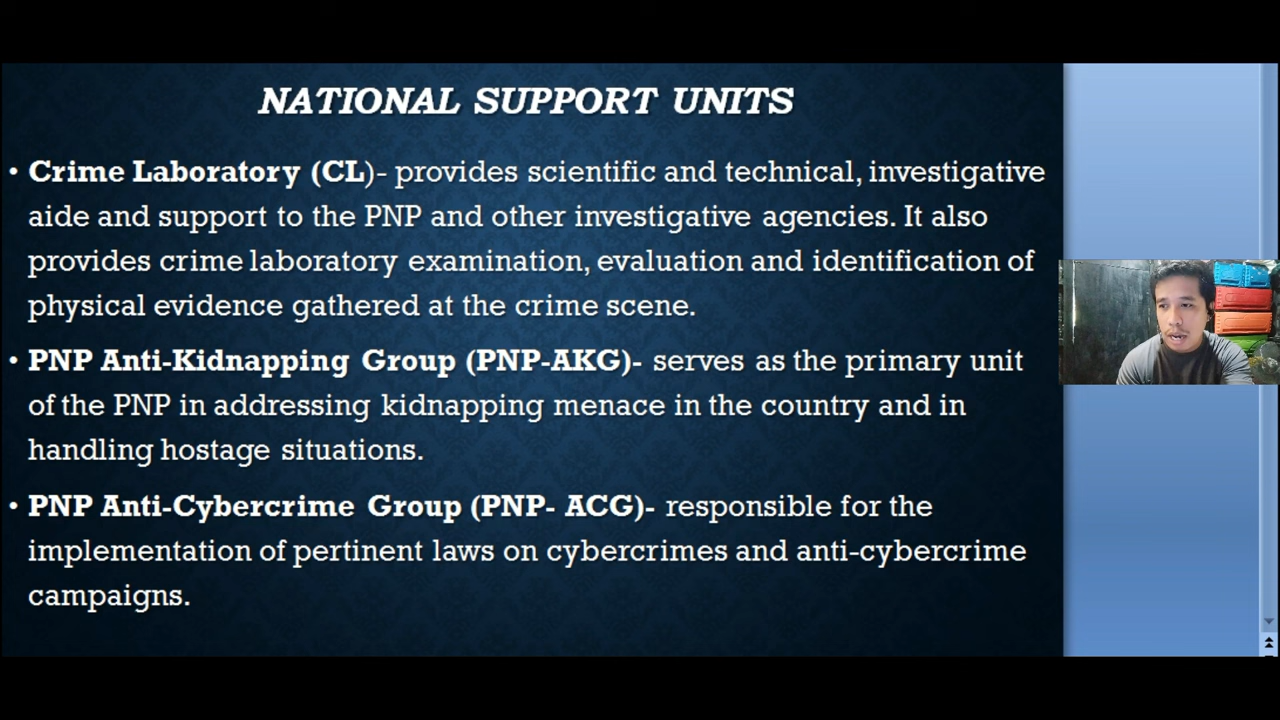 NATIONAL SUPPORT UNITS
• Crime Laboratory (CL)- provides scientific and technical, investigative
aide and support to the PNP and other investigative agencies. It also
provides crime laboratory examination, evaluation and identification of
physical evidence gathered at the crime scene.
• PNP Anti-Kidnapping Group (PNP-AKG)- serves as the primary unit
of the PNP in addressing kidnapping menace in the country and in
handling hostage situations.
• PNP Anti-Cybercrime Group (PNP- ACG)- responsible for the
implementation of pertinent laws on cybercrimes and anti-cybercrime
campaigns.